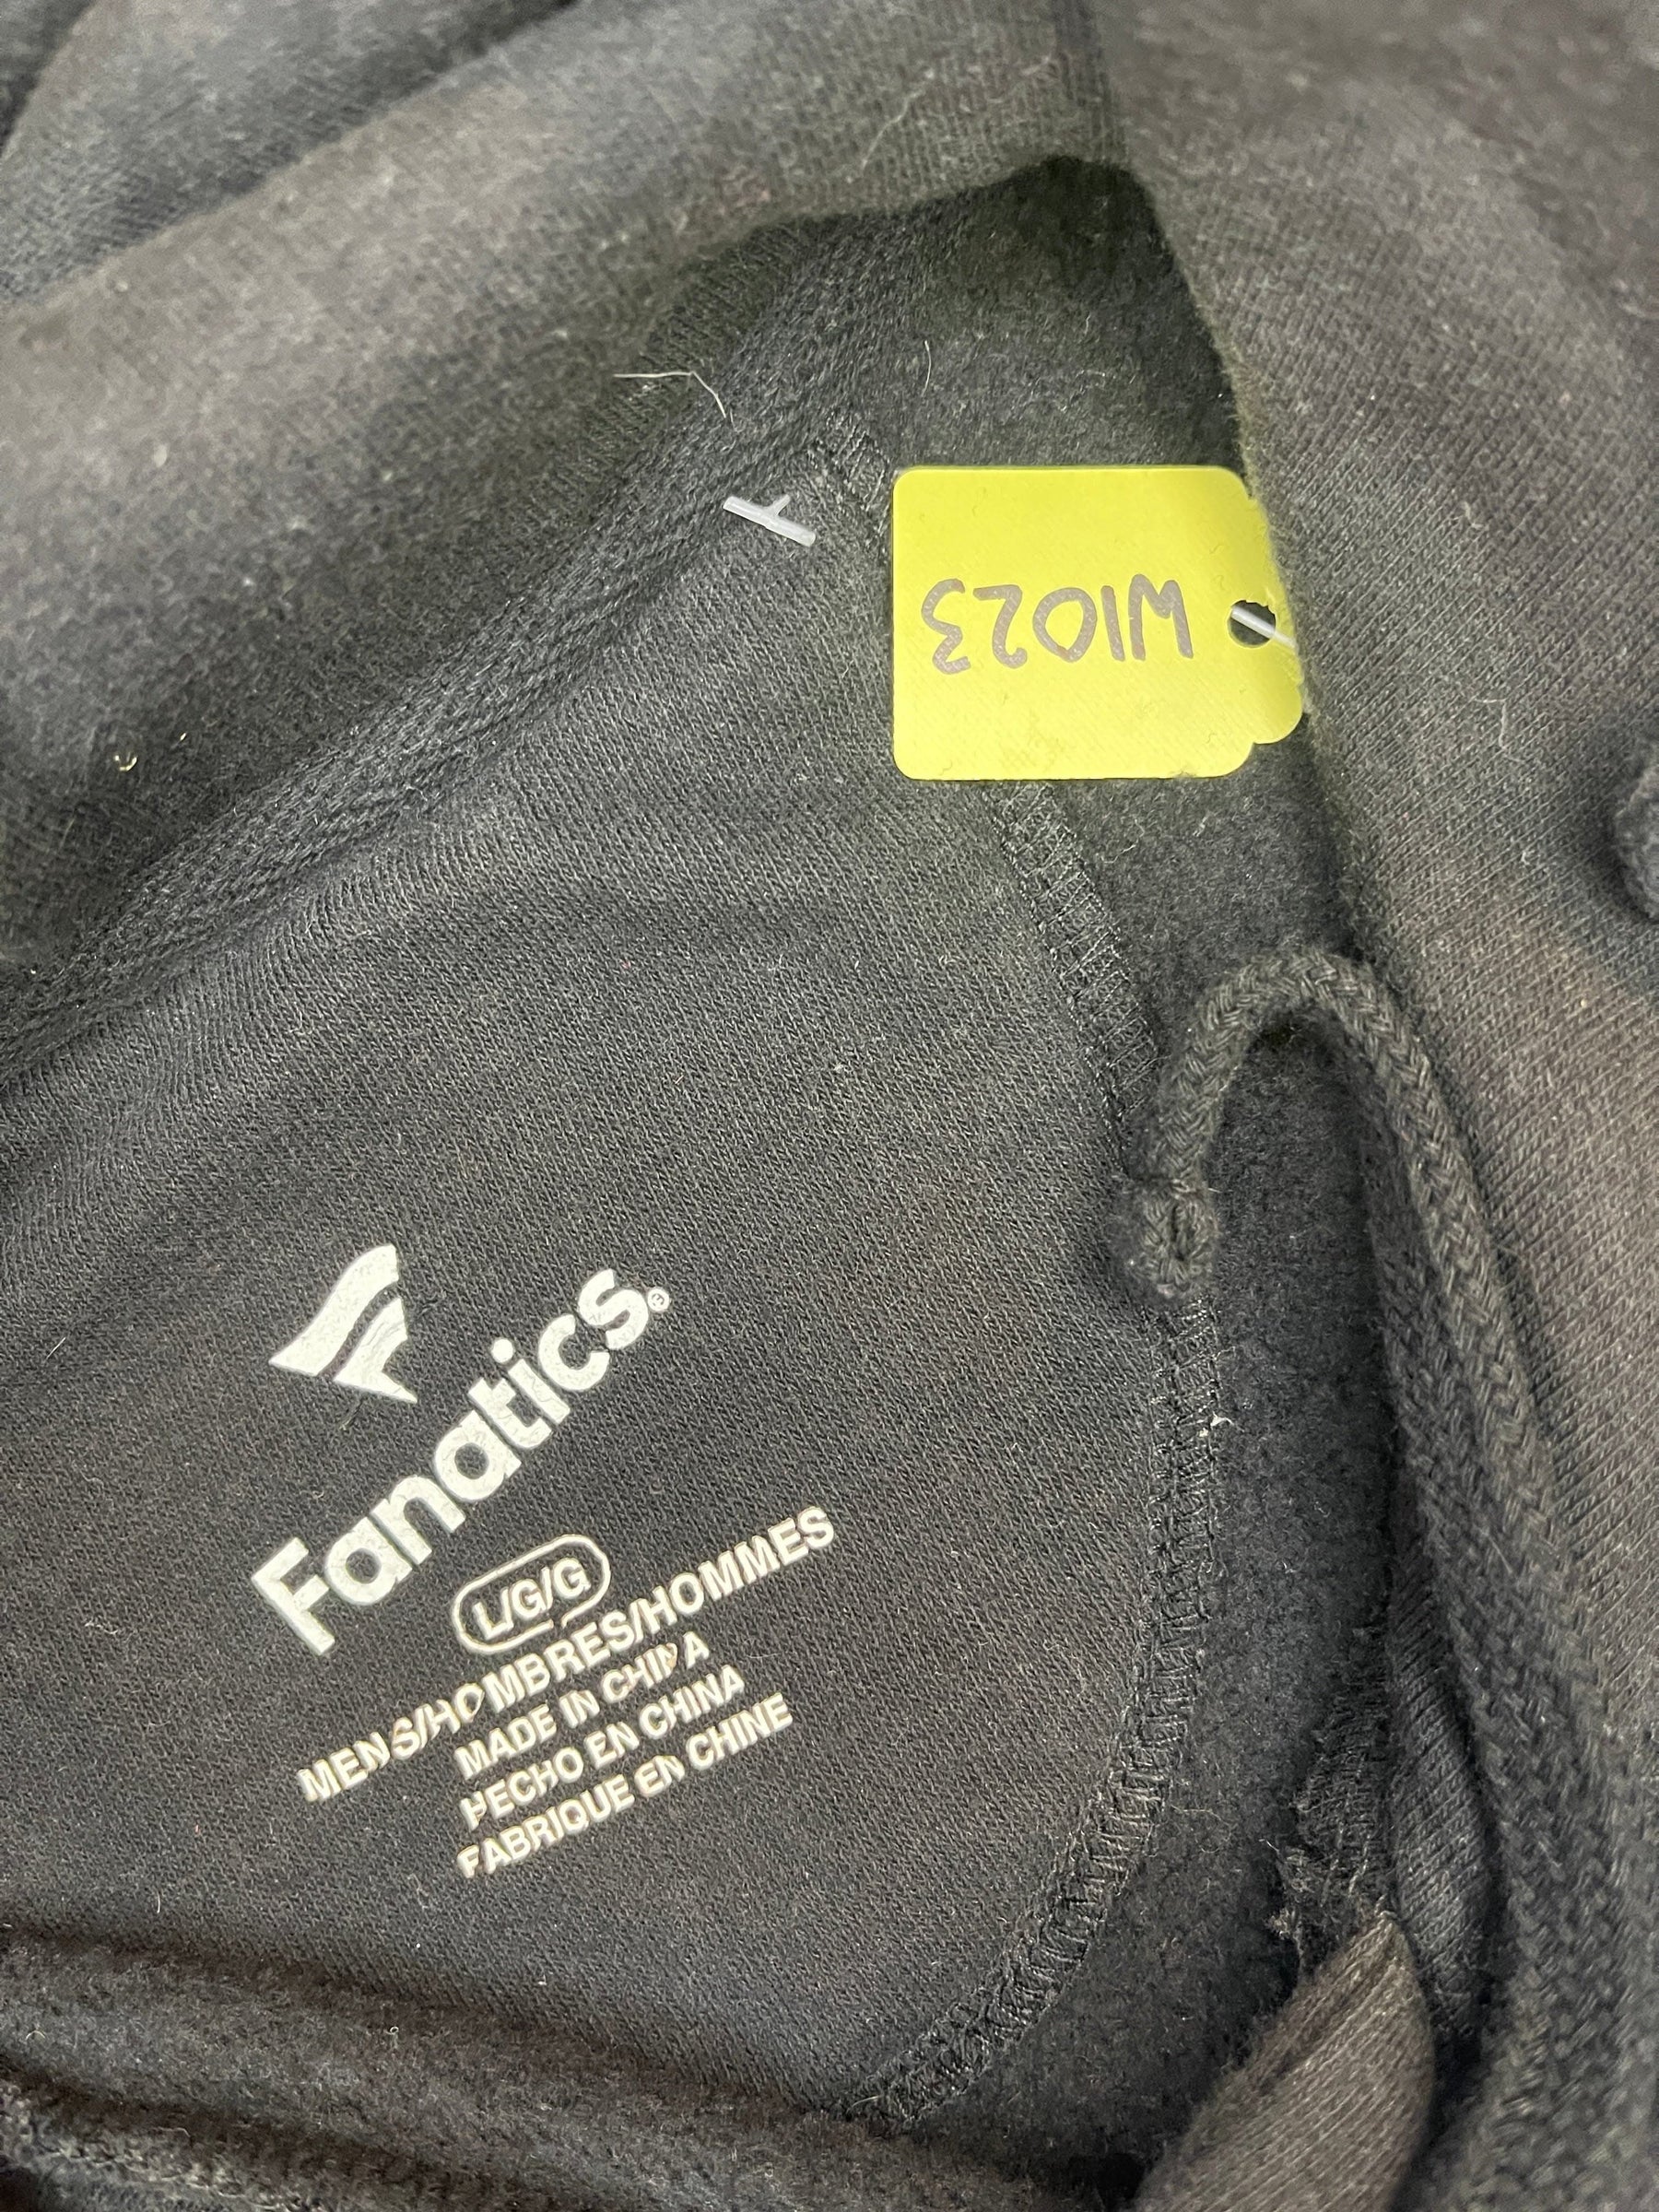 W1023
Fanatics®
L/G/G
MENS/HOMBRES/HOMMES
MADE IN CHINA
HECHO EN CHINA
FABRIQUE EN CHINE